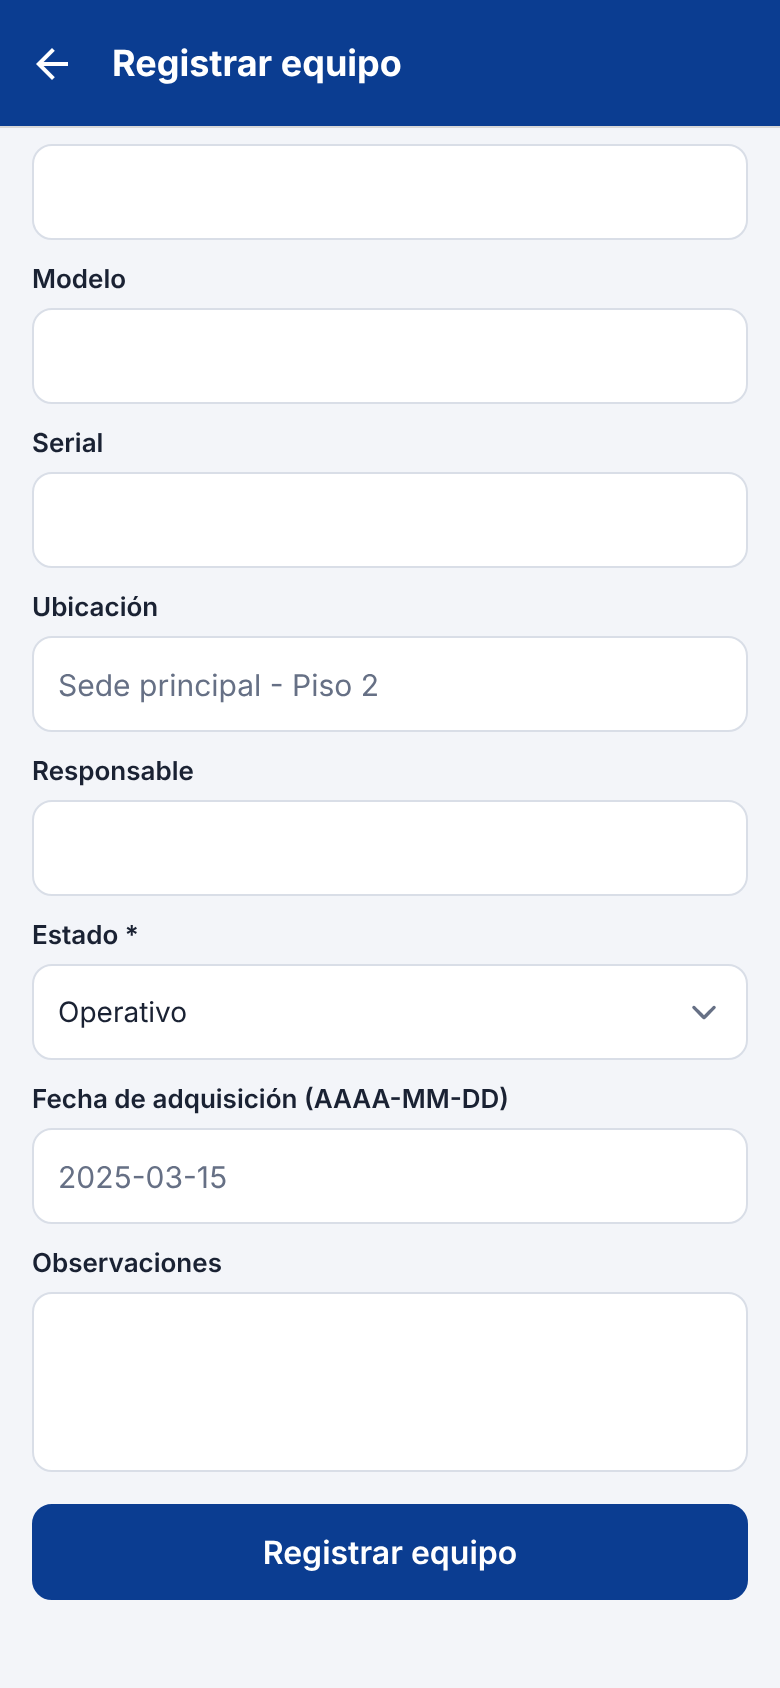 Registrar equipo
Modelo
Serial
Ubicación
Sede principal - Piso 2
Responsable
Estado *
Operativo
Fecha de adquisición (AAAA-MM-DD)
2025-03-15
Observaciones
Registrar equipo